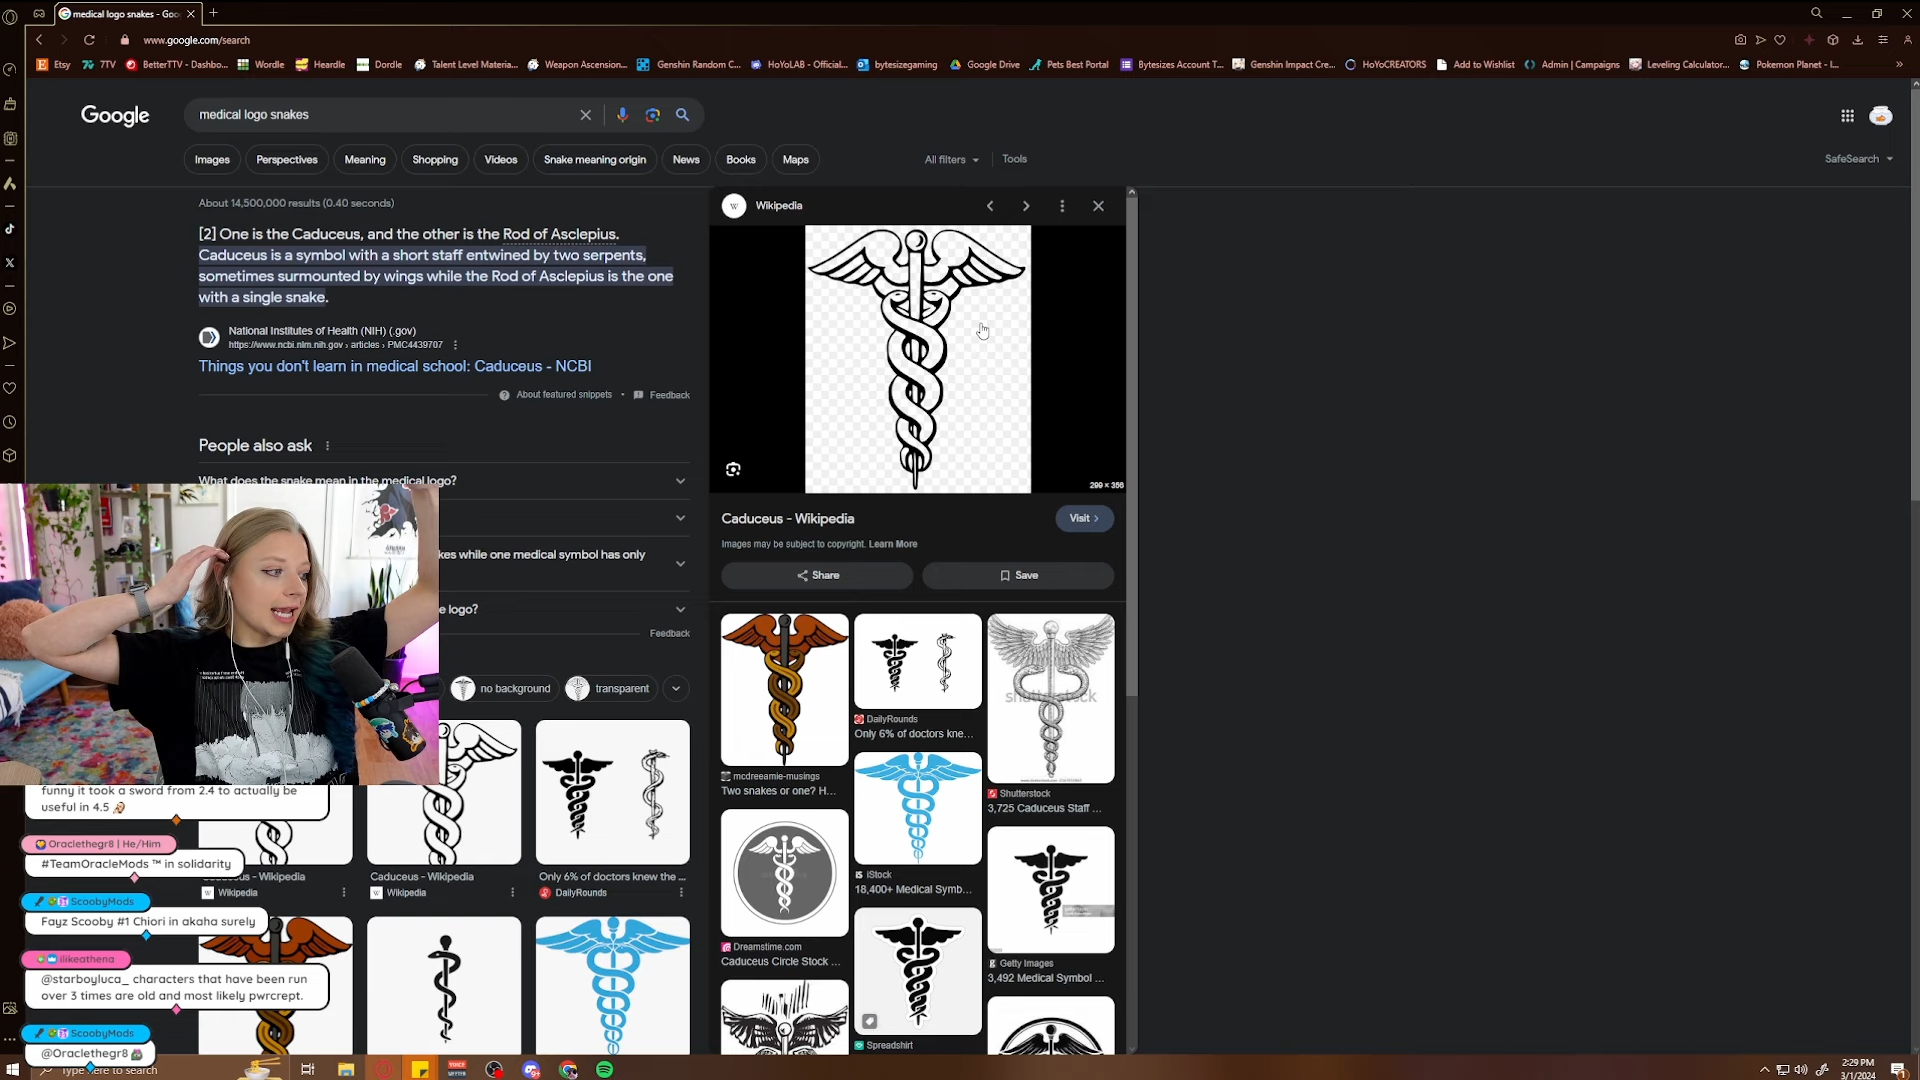 medical logo snakes - Goo
www.google.com/search
Etsy
7TV
BetterTTV - Dashbo...
Wordle
Heardle
Dordle
Talent Level Materia...
Weapon Ascension...
Genshin Random C...
HoYoLAB - Official...
bytesizegaming
Google Drive
Pets Best Portal
Bytesizes Account T...
Genshin Impact Cre...
HoYoCREATORS
Add to Wishlist
Admin | Campaigns
Leveling Calculator...
Pokemon Planet - I...
Google
medical logo snakes
Images
Perspectives
Meaning
Shopping
Videos
Snake meaning origin
News
Books
Maps
All filters
Tools
SafeSearch
About 14,500,000 results (0.40 seconds)
[2] One is the Caduceus, and the other is the Rod of Asclepius.
Caduceus is a symbol with a short staff entwined by two serpents,
sometimes surmounted by wings while the Rod of Asclepius is the one
with a single snake.
National Institutes of Health (NIH) (.gov)
https://www.ncbi.nlm.nih.gov › articles › PMC4439707
Things you don't learn in medical school: Caduceus - NCBI
About featured snippets
Feedback
People also ask
What does the snake mean in the medical logo?
kes while one medical symbol has only
e logo?
Feedback
no background
transparent
Caduceus - Wikipedia
Wikipedia
Caduceus - Wikipedia
Wikipedia
Only 6% of doctors knew the ...
DailyRounds
Wikipedia
299 × 356
Caduceus - Wikipedia
Visit
Images may be subject to copyright. Learn More
Share
Save
mcdreemie-musings
Two snakes or one? H...
DailyRounds
Only 6% of doctors kne...
shutterstock
Shutterstock
3,725 Caduceus Staff ...
iStock
18,400+ Medical Symb...
Dreamstime.com
Caduceus Circle Stock ...
Getty Images
3,492 Medical Symbol ...
Spreadshirt
funny it took a sword from 2.4 to actually be
useful in 4.5
Oraclethegr8 | He/Him
#TeamOracleMods ™ in solidarity
ScoobyMods
Fayz Scooby #1 Chiori in akaha surely
ilikeathena
@starboyluca_ characters that have been run
over 3 times are old and most likely pwrcrept.
ScoobyMods
@Oraclethegr8
Type here to search
2:29 PM
3/1/2024